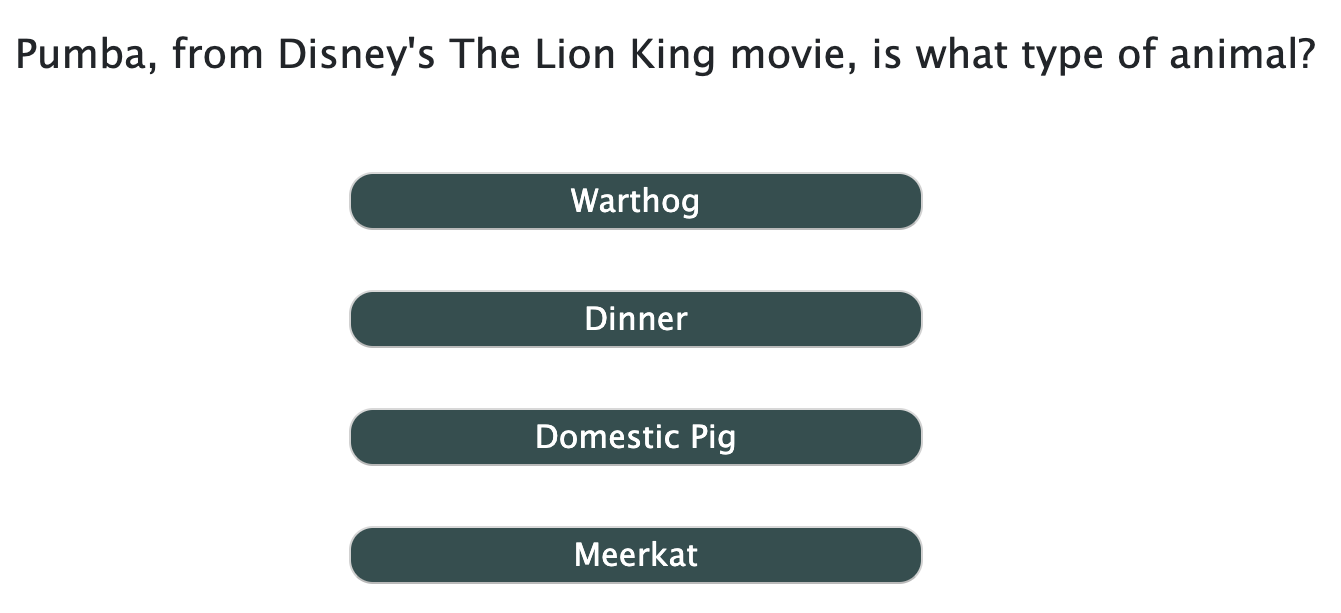 Pumba, from Disney's The Lion King movie, is what type of animal?
Warthog
Dinner
Domestic Pig
Meerkat